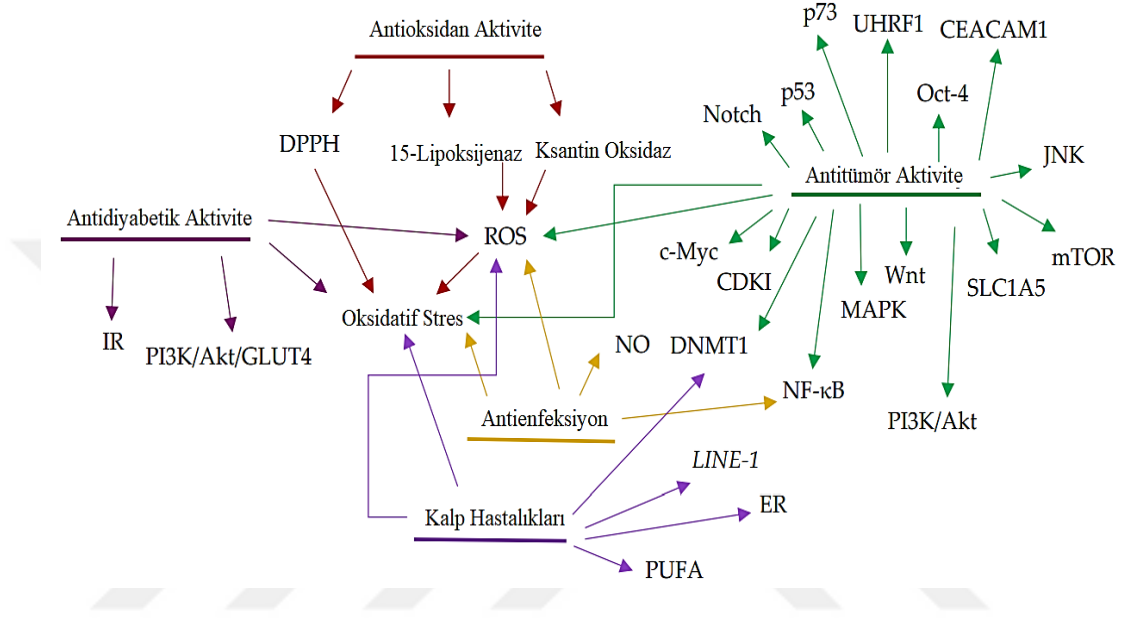 p73
UHRF1
CEACAM1
Antioksidan Aktivite
p53
Oct-4
Notch
DPPH
15-Lipoksijenaz
Ksantin Oksidaz
JNK
Antitümör Aktivite
Antidiyabetik Aktivite
ROS
c-Myc
CDKI
Wnt
mTOR
SLC1A5
MAPK
Oksidatif Stres
IR
PI3K/Akt/GLUT4
NO
DNMT1
NF-κB
Antienfeksiyon
PI3K/Akt
LINE-1
ER
Kalp Hastalıkları
PUFA